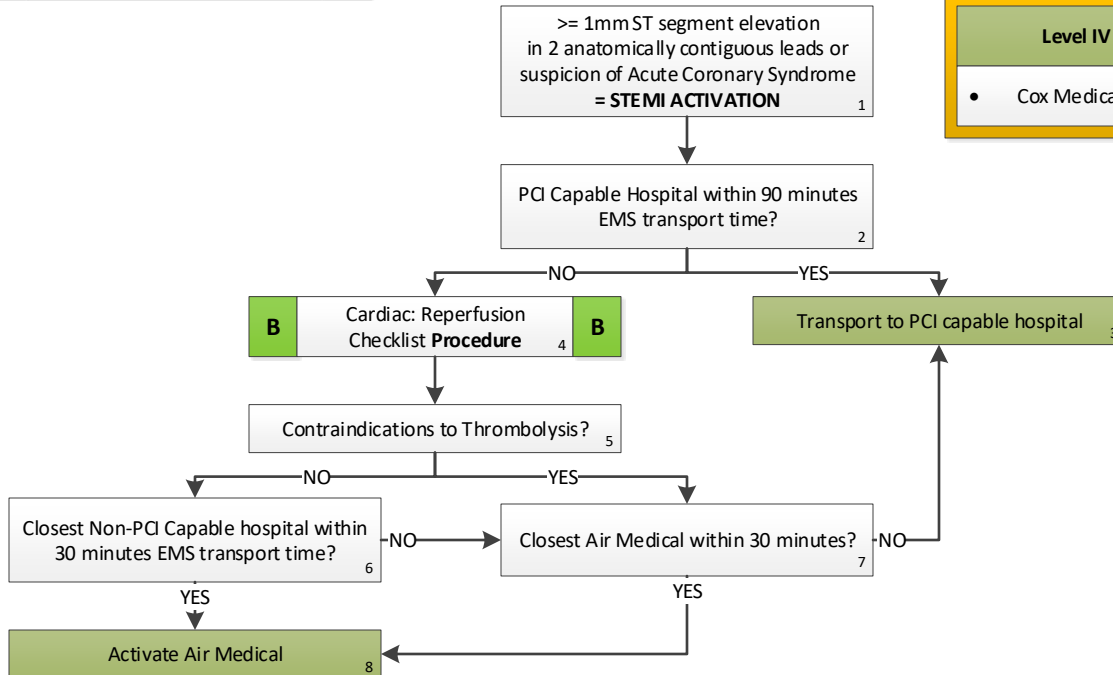 >= 1mm ST segment elevation
in 2 anatomically contiguous leads or
suspicion of Acute Coronary Syndrome
= STEMI ACTIVATION
1
Level IV
• Cox Medica
PCI Capable Hospital within 90 minutes
EMS transport time?
2
NO
YES
B
Cardiac: Reperfusion
Checklist Procedure
4
B
Transport to PCI capable hospital
3
Contraindications to Thrombolysis?
5
NO
YES
Closest Non-PCI Capable hospital within
30 minutes EMS transport time?
6
NO
Closest Air Medical within 30 minutes?
7
NO
YES
YES
Activate Air Medical
8